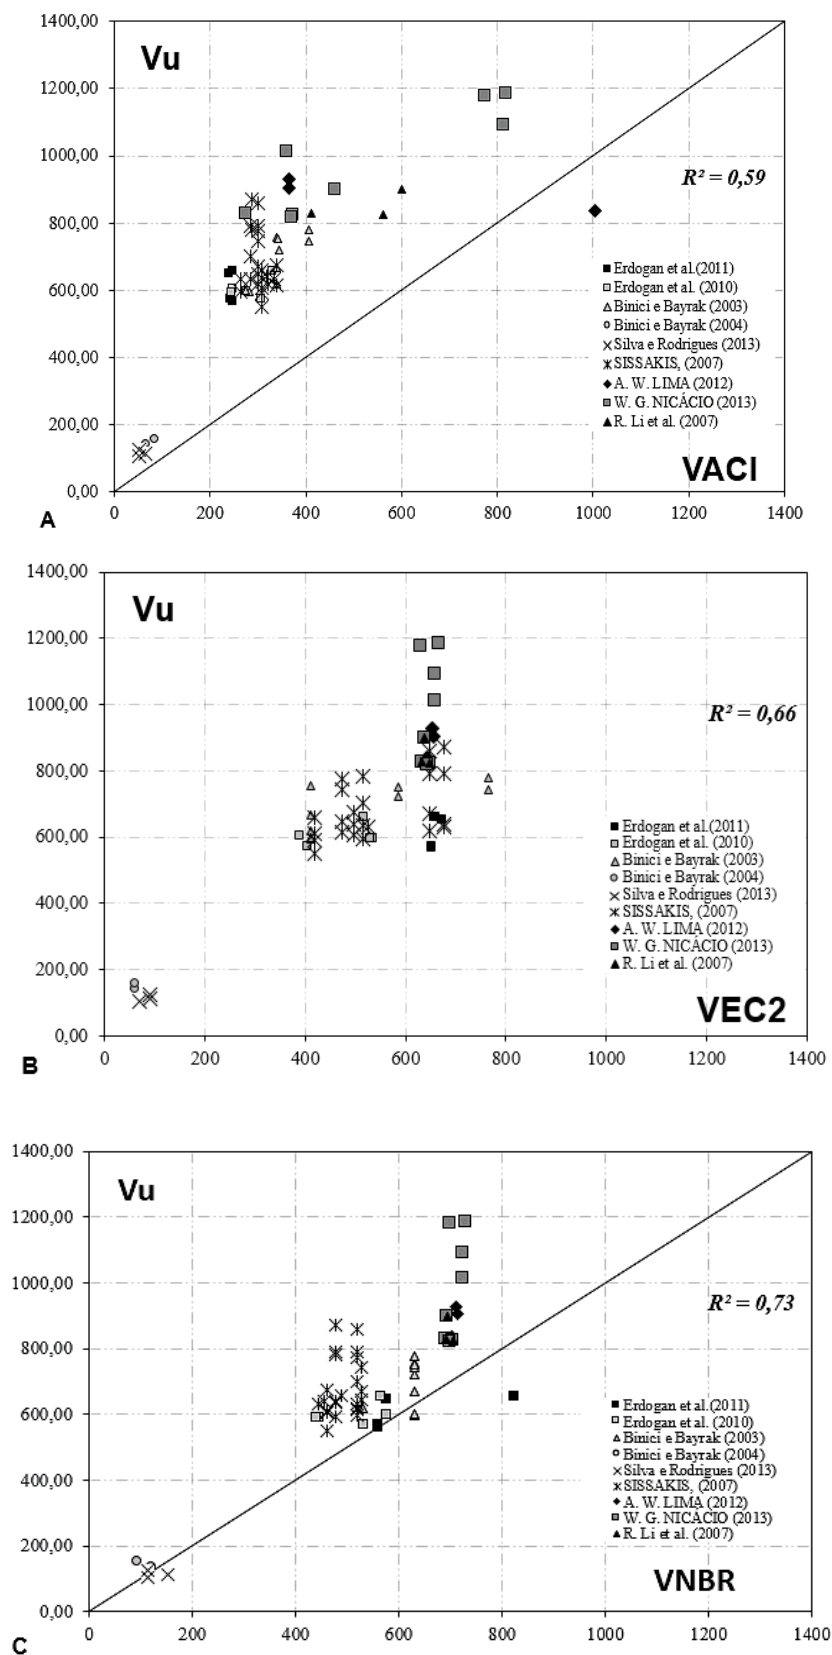 1400,00
Vu
1200,00
1000,00
R² = 0,59
800,00
Erdogan et al.(2011)
600,00
Erdogan et al. (2010)
Binici e Bayrak (2003)
Binici e Bayrak (2004)
Silva e Rodrigues (2013)
400,00
SISSAKIS, (2007)
A. W. LIMA (2012)
W. G. NICÁCIO (2013)
200,00
R. Li et al. (2007)
VACI
0,00
A
0 200 400 600 800 1000 1200 1400
1400,00
Vu
1200,00
1000,00
R² = 0,66
800,00
Erdogan et al.(2011)
600,00
Erdogan et al. (2010)
Binici e Bayrak (2003)
Binici e Bayrak (2004)
400,00
Silva e Rodrigues (2013)
SISSAKIS, (2007)
A. W. LIMA (2012)
W. G. NICÁCIO (2013)
200,00
R. Li et al. (2007)
VEC2
0,00
B
0 200 400 600 800 1000 1200 1400
1400,00
Vu
1200,00
1000,00
R² = 0,73
800,00
Erdogan et al.(2011)
600,00
Erdogan et al. (2010)
Binici e Bayrak (2003)
Binici e Bayrak (2004)
Silva e Rodrigues (2013)
400,00
SISSAKIS, (2007)
A. W. LIMA (2012)
W. G. NICÁCIO (2013)
R. Li et al. (2007)
200,00
VNBR
0,00
C
0 200 400 600 800 1000 1200 1400